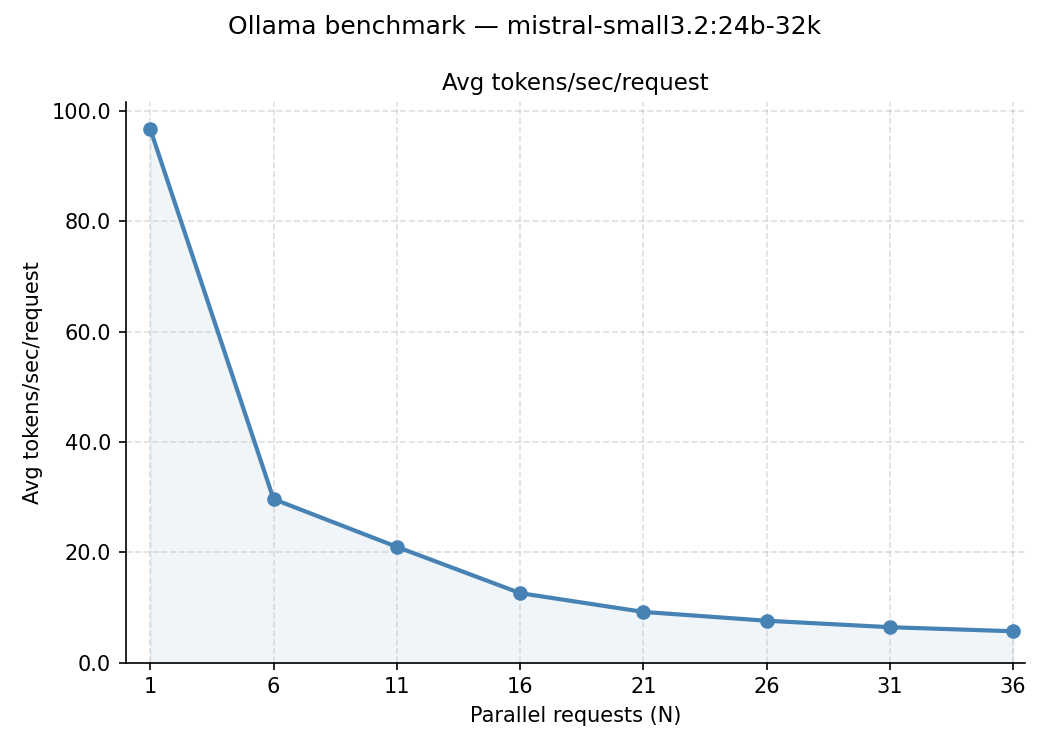 Ollama benchmark — mistral-small3.2:24b-32k
Avg tokens/sec/request
100.0
80.0
60.0
40.0
20.0
0.0
Avg tokens/sec/request
1 6 11 16 21 26 31 36
Parallel requests (N)